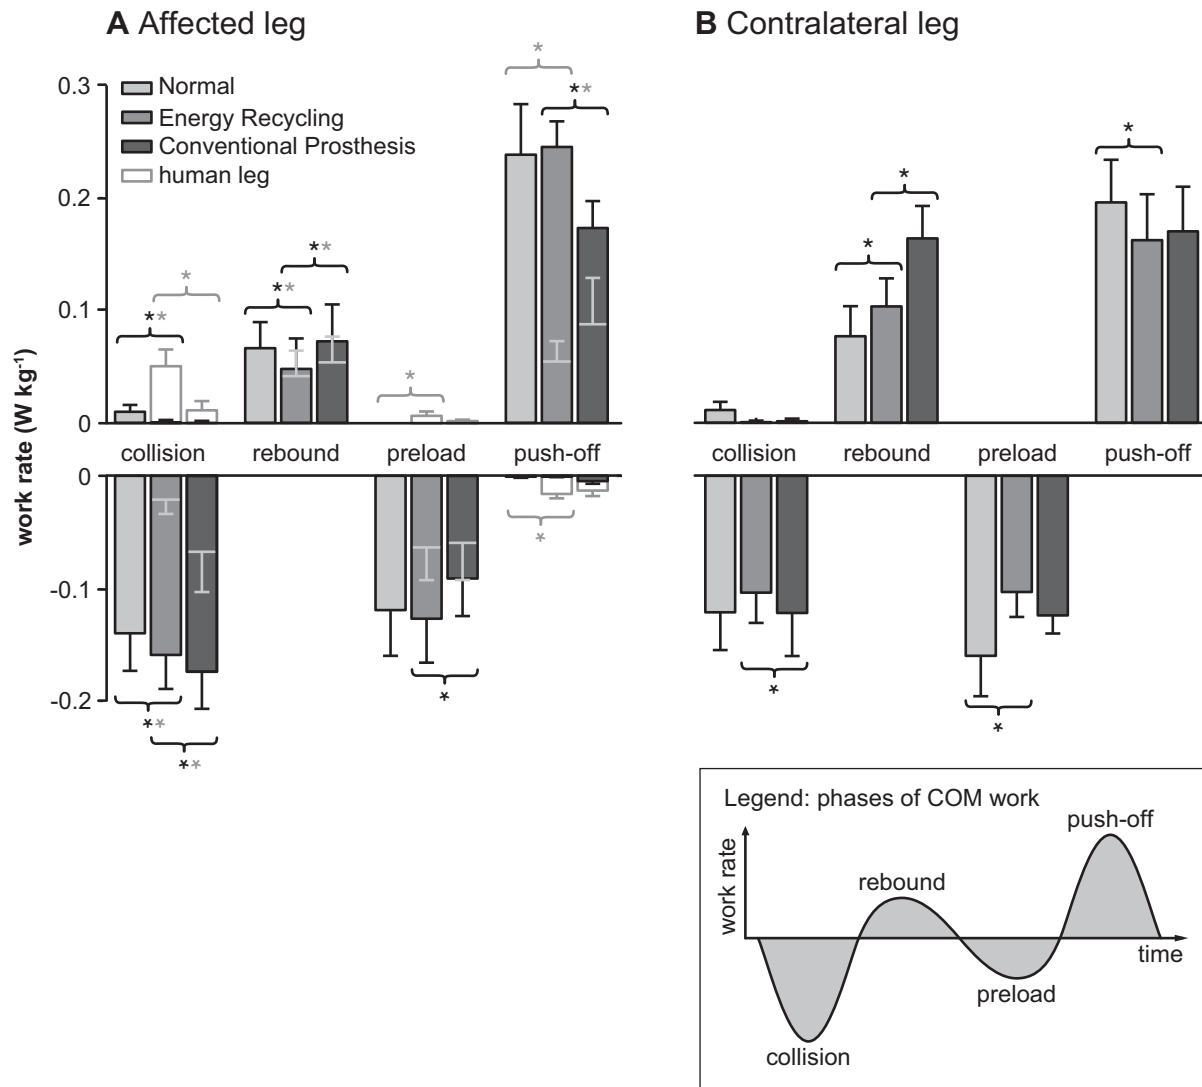 A Affected leg
B Contralateral leg
Normal
Energy Recycling
Conventional Prosthesis
human leg
work rate (W kg⁻¹)
0.3
0.2
0.1
0
0
-0.1
-0.2
*
**
**
*
**
**
*
*
**
**
*
*
collision rebound preload push-off
**
*
*
*
*
*
collision rebound preload push-off
*
*
Legend: phases of COM work
work rate
push-off
rebound
time
preload
collision